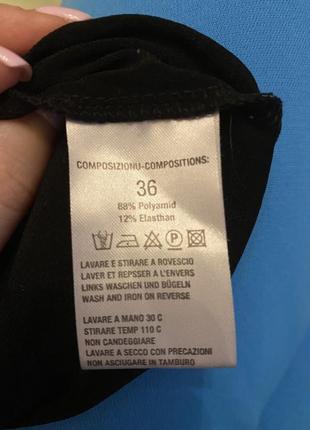 COMPOSIZIONU-COMPOSITIONS:
36
88% Polyamid
12% Elasthan
LAVARE E STIRARE A ROVESCIO
LAVER ET REPSSER A L'ENVERS
LINKS WASCHEN UND BÜGELN
WASH AND IRON ON REVERSE
LAVARE A MANO 30 C
STIRARE TEMP 110 C
NON CANDEGGIARE
LAVARE A SECCO CON PRECAZIONI
NON ASCIUGARE IN TAMBURO